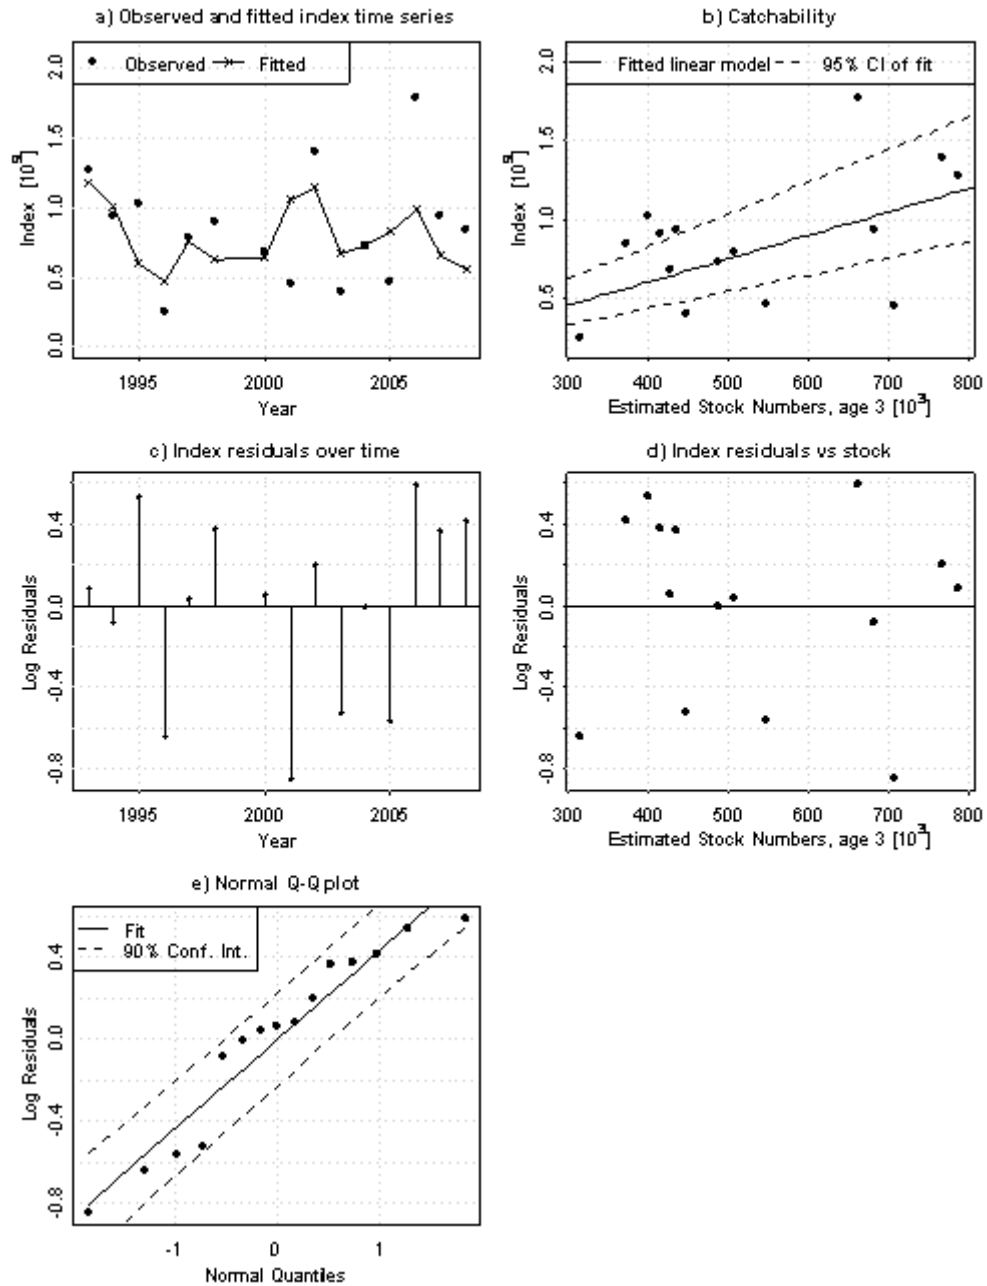 a) Observed and fitted index time series
Observed Fitted
2.0
1.5
1.0
0.5
0.0
Index [10^9]
1995 2000 2005
Year
b) Catchability
Fitted linear model 95% CI of fit
2.0
1.5
1.0
0.5
Index [10^9]
300 400 500 600 700 800
Estimated Stock Numbers, age 3 [10^3]
c) Index residuals over time
0.4
0.0
-0.4
-0.8
Log Residuals
1995 2000 2005
Year
d) Index residuals vs stock
0.4
0.0
-0.4
-0.8
Log Residuals
300 400 500 600 700 800
Estimated Stock Numbers, age 3 [10^3]
e) Normal Q-Q plot
Fit
90% Conf. Int.
0.4
0.0
-0.4
-0.8
Log Residuals
-1 0 1
Normal Quantiles